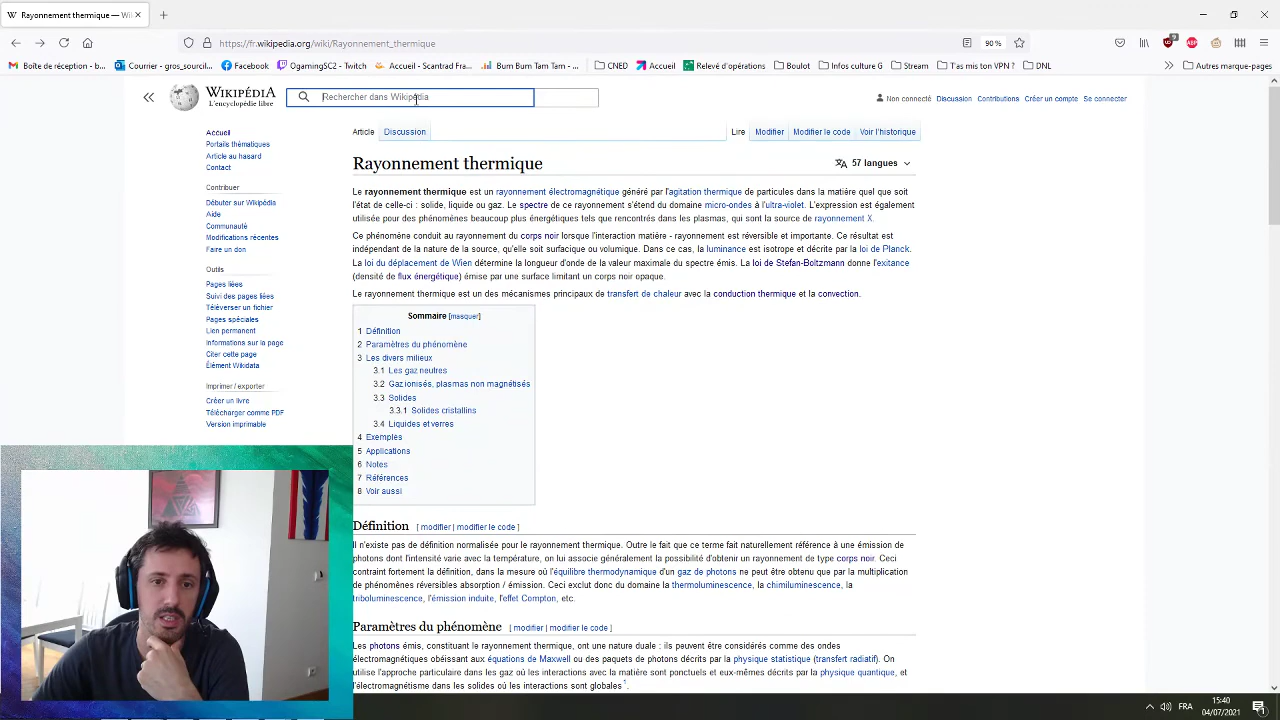 Rayonnement thermique — Wi
https://fr.wikipedia.org/wiki/Rayonnement_thermique
90 %
9
ABP
Boîte de réception - b...
Courrier - gros_sourcil...
Facebook
OgamingSC2 - Twitch
Accueil - Scantrad Fra...
Bum Bum Tam Tam - ...
CNED
Accueil
Relevé d'opérations
Boulot
Campagnes
Stream
T'as mis ton VPN ?
DNL
Autres marque-pages
WIKIPÉDIA
L'encyclopédie libre
Rechercher dans Wikipédia
Non connecté
Discussion
Contributions
Créer un compte
Se connecter
Accueil
Portails thématiques
Article au hasard
Contact
Contribuer
Débuter sur Wikipédia
Aide
Communauté
Modifications récentes
Faire un don
Outils
Pages liées
Suivi des pages liées
Téléverser un fichier
Pages spéciales
Lien permanent
Informations sur la page
Citer cette page
Élément Wikidata
Imprimer / exporter
Créer un livre
Télécharger comme PDF
Version imprimable
Article
Discussion
Lire
Modifier
Modifier le code
Voir l'historique
Rayonnement thermique
57 langues
Le rayonnement thermique est un rayonnement électromagnétique généré par l'agitation thermique de particules dans la matière quel que soit
l'état de celle-ci : solide, liquide ou gaz. Le spectre de ce rayonnement s'étend du domaine micro-ondes à l'ultra-violet. L'expression est également
utilisée pour des phénomènes beaucoup plus énergétiques tels que rencontrés dans les plasmas, qui sont la source de rayonnement X.
Ce phénomène conduit au rayonnement du corps noir lorsque l'interaction matière - rayonnement est réversible et importante. Ce résultat est
indépendant de la nature de la source, qu'elle soit surfacique ou volumique. Dans ce cas, la luminance est isotrope et décrite par la loi de Planck.
La loi du déplacement de Wien détermine la longueur d'onde de la valeur maximale du spectre émis. La loi de Stefan-Boltzmann donne l'exitance
(densité de flux énergétique) émise par une surface limitant un corps noir opaque.
Le rayonnement thermique est un des mécanismes principaux de transfert de chaleur avec la conduction thermique et la convection.
Sommaire [masquer]
1 Définition
2 Paramètres du phénomène
3 Les divers milieux
3.1 Les gaz neutres
3.2 Gaz ionisés, plasmas non magnétisés
3.3 Solides
3.3.1 Solides cristallins
3.4 Liquides et verres
4 Exemples
5 Applications
6 Notes
7 Références
8 Voir aussi
Définition [ modifier | modifier le code ]
Il n'existe pas de définition normalisée pour le rayonnement thermique. Outre le fait que ce terme fait naturellement référence à une émission de
photons dont l'intensité varie avec la température, on lui associe généralement la possibilité d'obtenir un rayonnement de type corps noir. Ceci
contraint fortement la définition, dans la mesure où l'équilibre thermodynamique d'un gaz de photons ne peut être obtenu que par la multiplication
de phénomènes réversibles absorption / émission. Ceci exclut donc du domaine la thermoluminescence, la chimiluminescence, la
triboluminescence, l'émission induite, l'effet Compton, etc.
Paramètres du phénomène [ modifier | modifier le code ]
Les photons émis, constituant le rayonnement thermique, ont une nature duale : ils peuvent être considérés comme des ondes
électromagnétiques obéissant aux équations de Maxwell ou des paquets de photons décrits par la physique statistique (transfert radiatif). On
utilise l'approche particulaire dans les gaz où les interactions avec la matière sont ponctuels et eux-mêmes décrits par la physique quantique, et
l'électromagnétisme dans les solides où les interactions sont globales 1.
FRA
15:40
04/07/2021
1